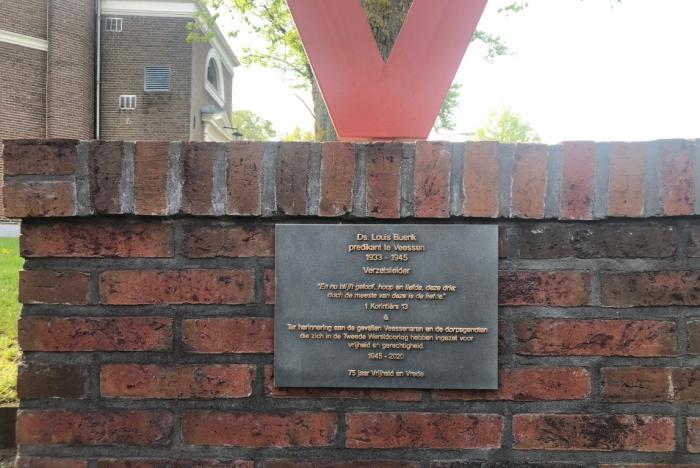 V
Ds. Louis Buenk
predikant te Veessen
1933 - 1945
Verzetsleider
"En nu blijft geloof, hoop en liefde, deze drie;
doch de meeste van deze is de liefde."
1 Korintiërs 13
&
Ter herinnering aan de gevallen Veessenaren en de dorpsgenoten
die zich in de Tweede Wereldoorlog hebben ingezet voor
vrijheid en gerechtigheid.
1945 - 2020
75 jaar Vrijheid en Vrede